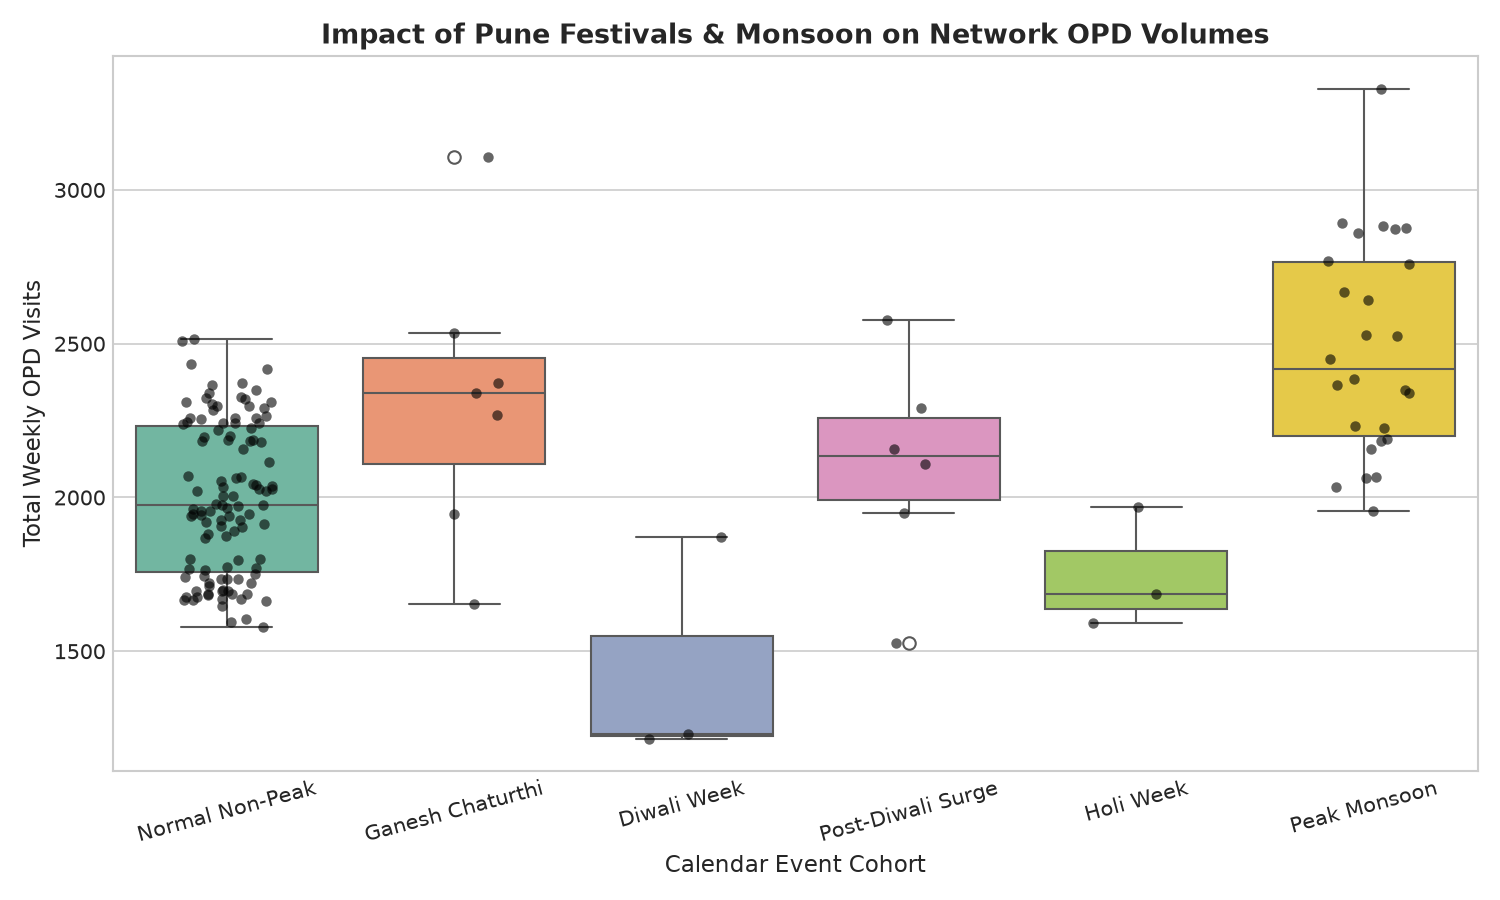 Impact of Pune Festivals & Monsoon on Network OPD Volumes
Total Weekly OPD Visits
3000
2500
2000
1500
Normal Non-Peak
Ganesh Chaturthi
Diwali Week
Post-Diwali Surge
Holi Week
Peak Monsoon
Calendar Event Cohort